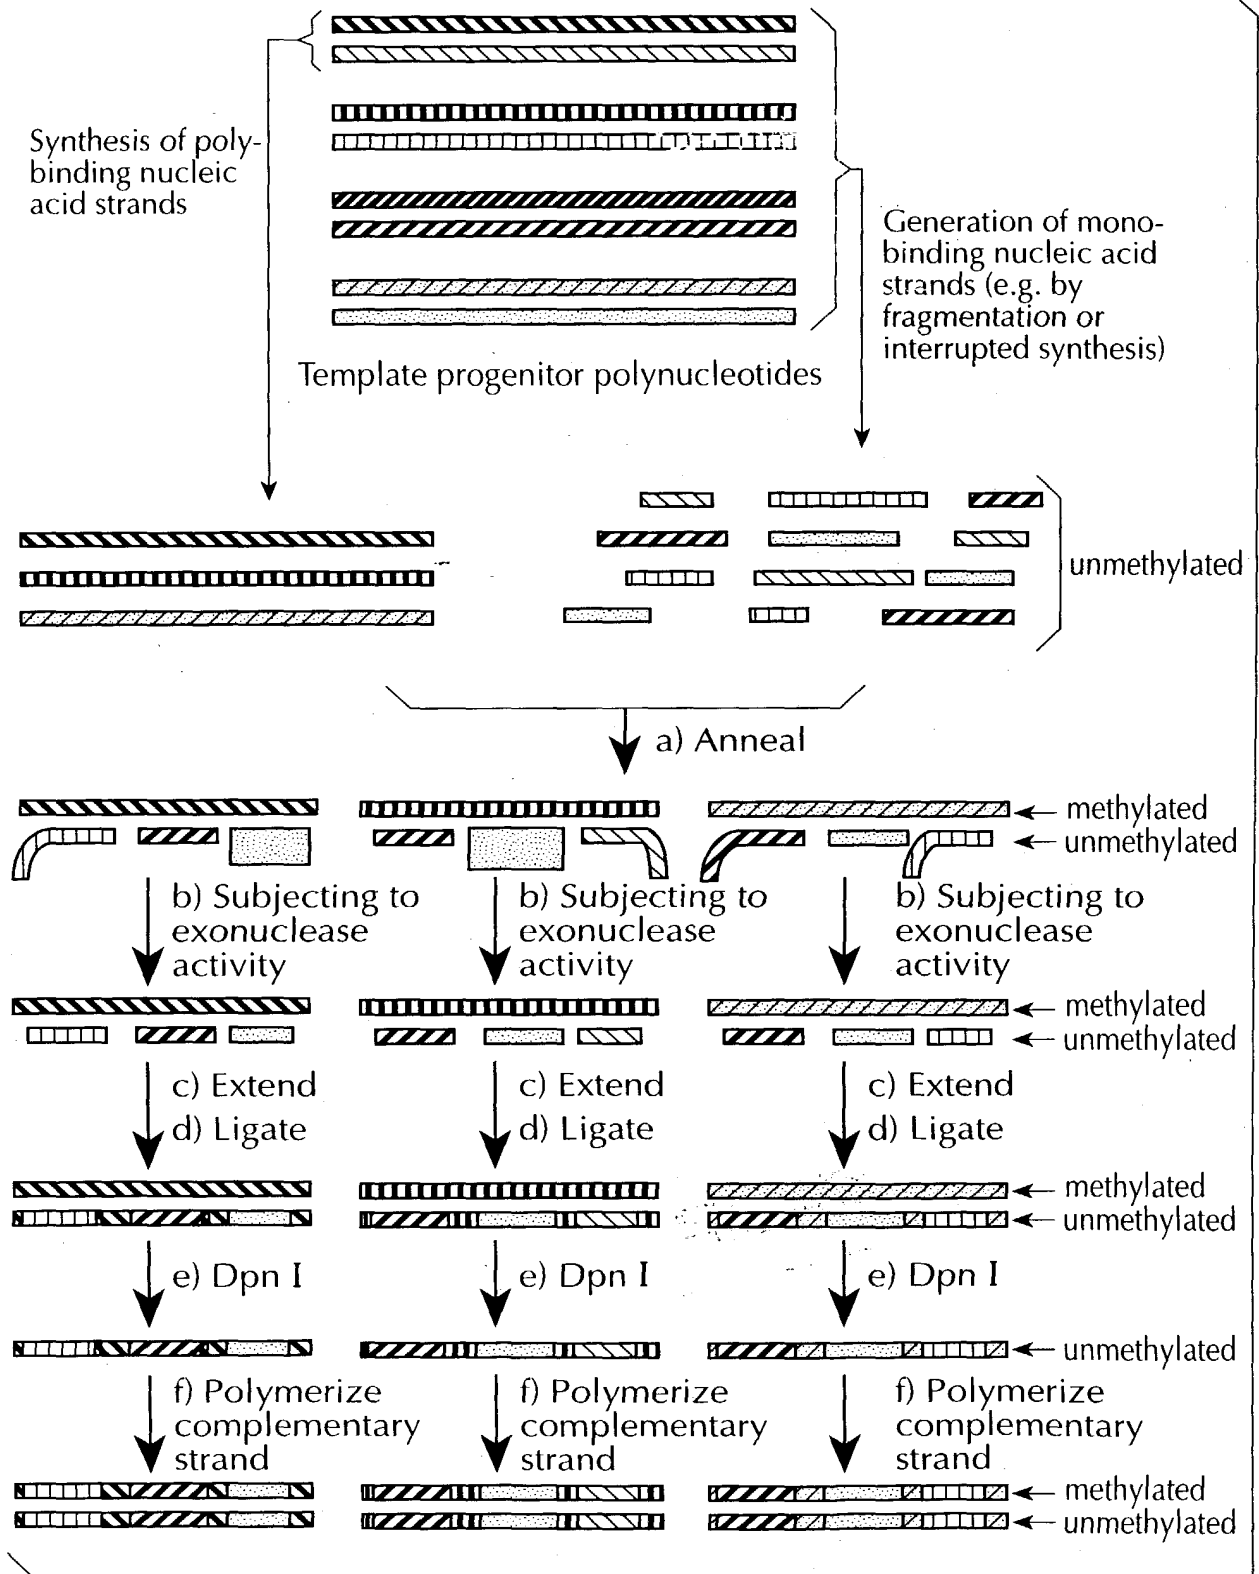 Synthesis of poly-
binding nucleic
acid strands
Generation of mono-
binding nucleic acid
strands (e.g. by
fragmentation or
interrupted synthesis)
Template progenitor polynucleotides
unmethylated
a) Anneal
methylated
unmethylated
b) Subjecting to
exonuclease
activity
b) Subjecting to
exonuclease
activity
b) Subjecting to
exonuclease
activity
methylated
unmethylated
c) Extend
d) Ligate
c) Extend
d) Ligate
c) Extend
d) Ligate
methylated
unmethylated
e) Dpn I
e) Dpn I
e) Dpn I
unmethylated
f) Polymerize
complementary
strand
f) Polymerize
complementary
strand
f) Polymerize
complementary
strand
methylated
unmethylated